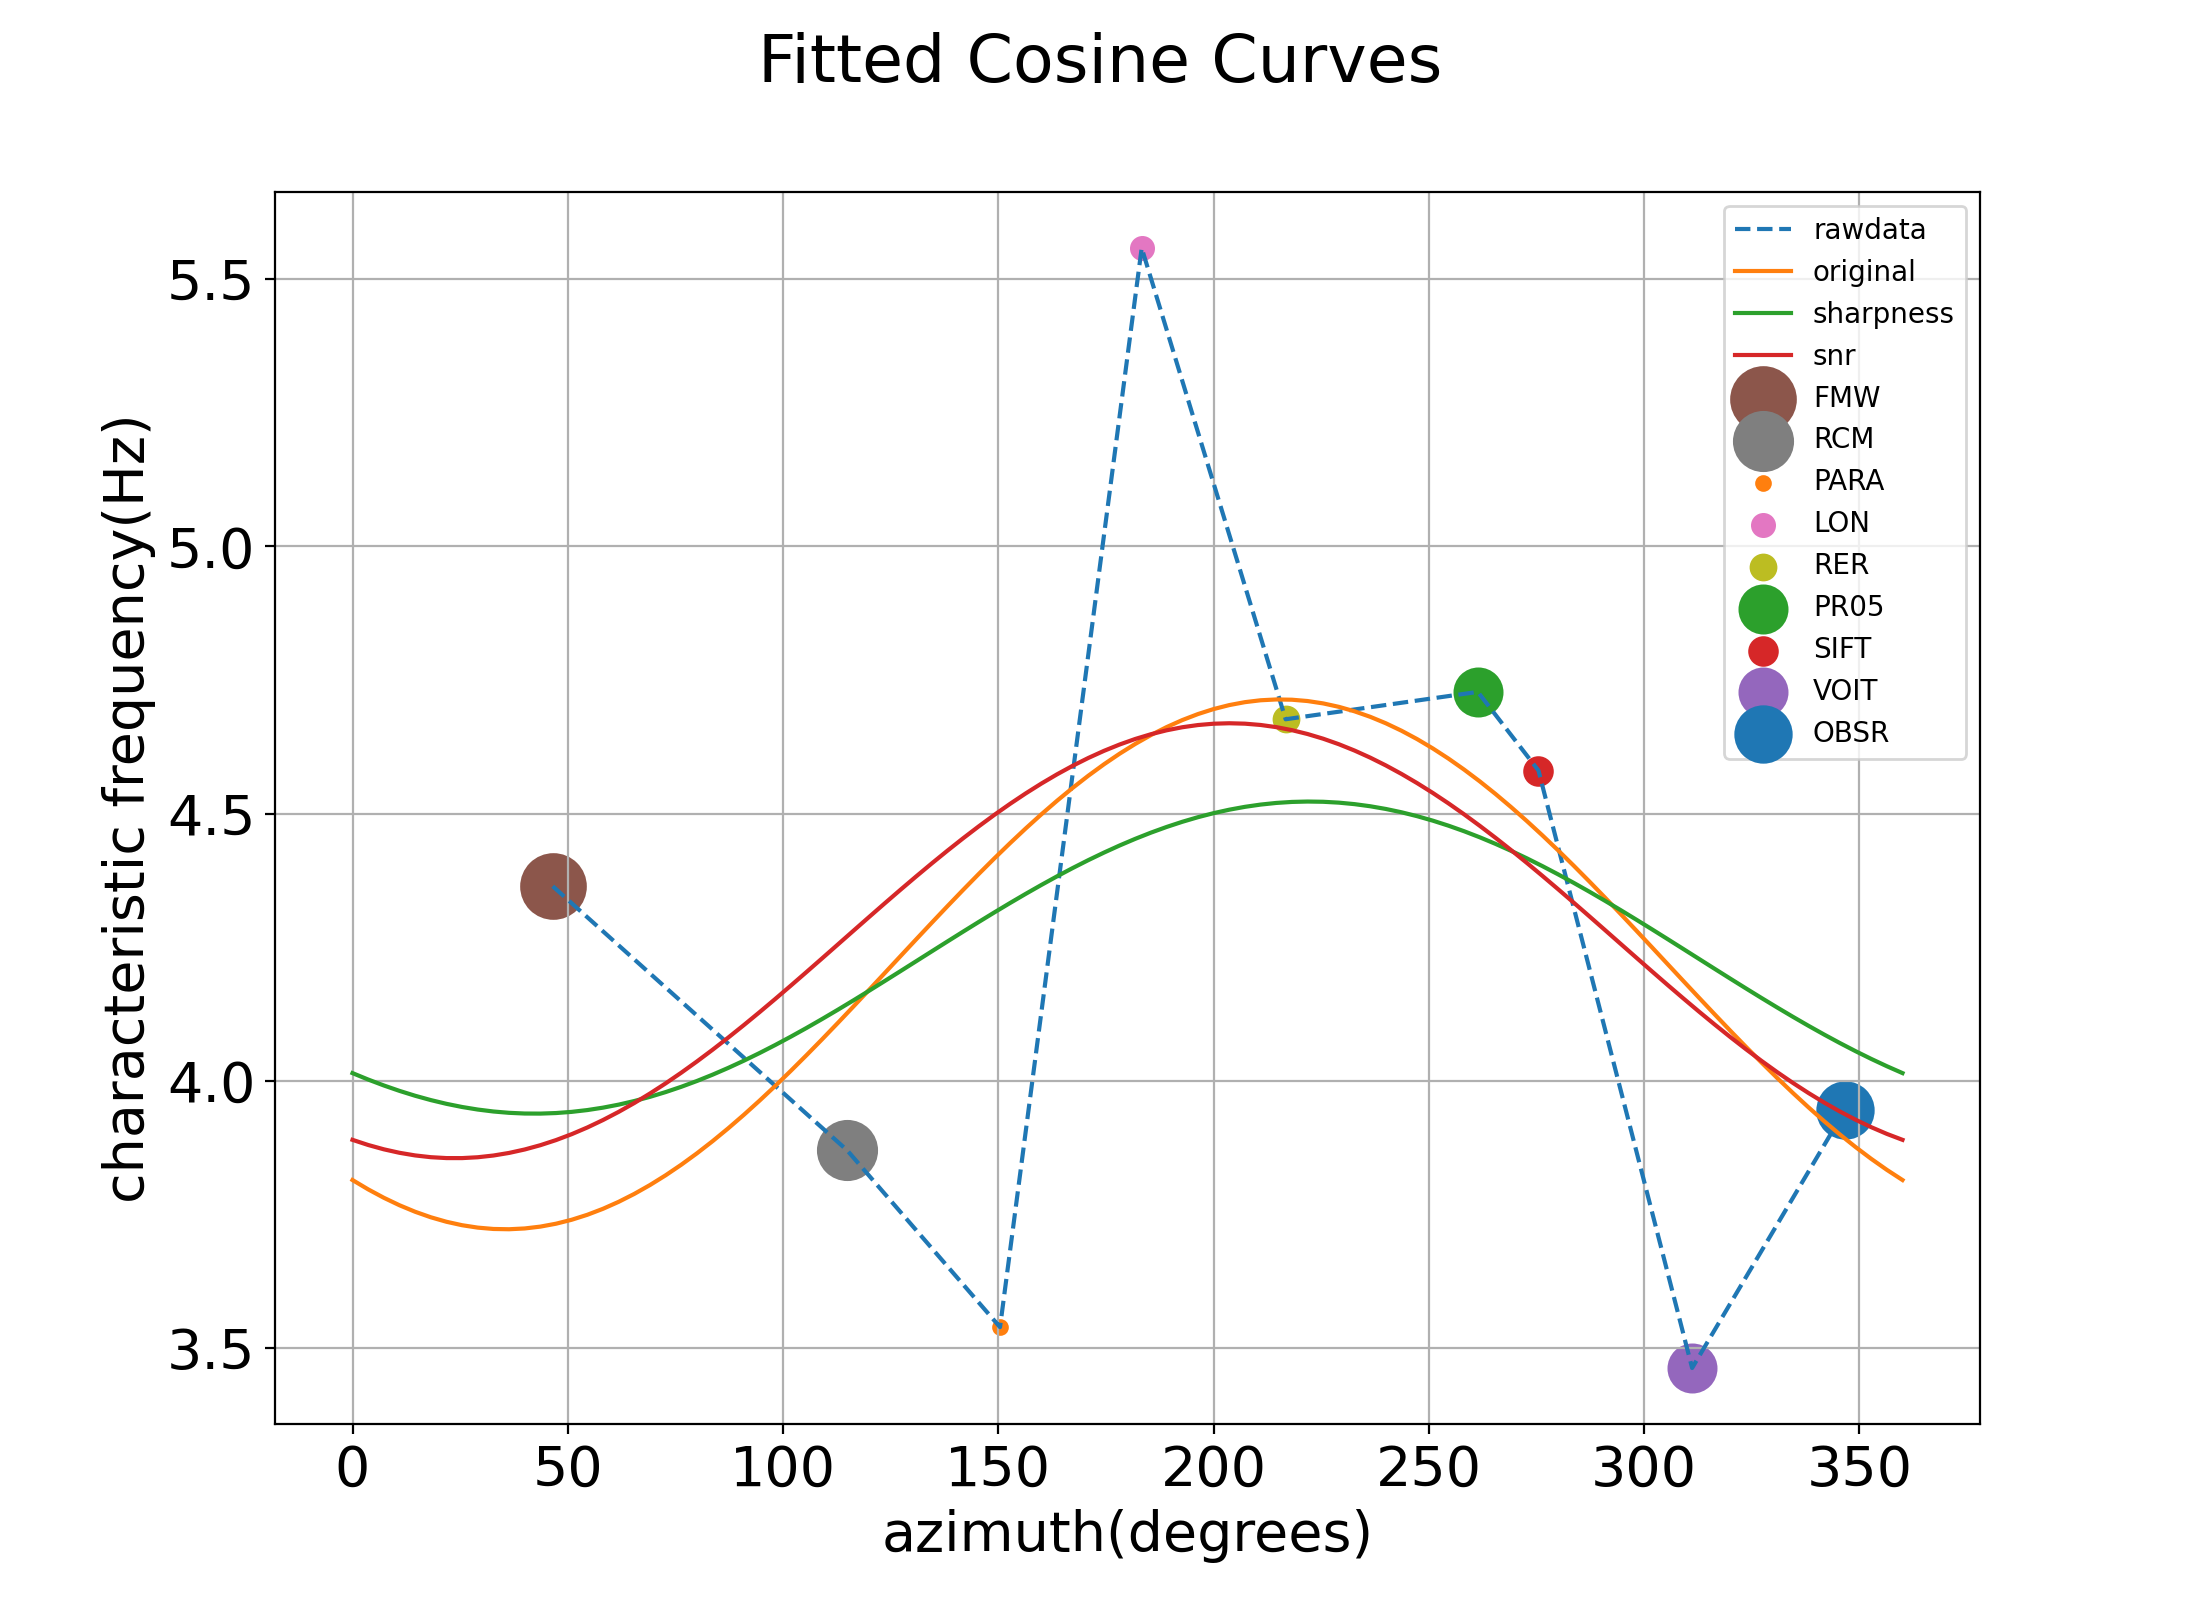 Fitted Cosine Curves
rawdata
original
sharpness
snr
FMW
RCM
PARA
LON
RER
PR05
SIFT
VOIT
OBSR
characteristic frequency(Hz)
5.5
5.0
4.5
4.0
3.5
0 50 100 150 200 250 300 350
azimuth(degrees)